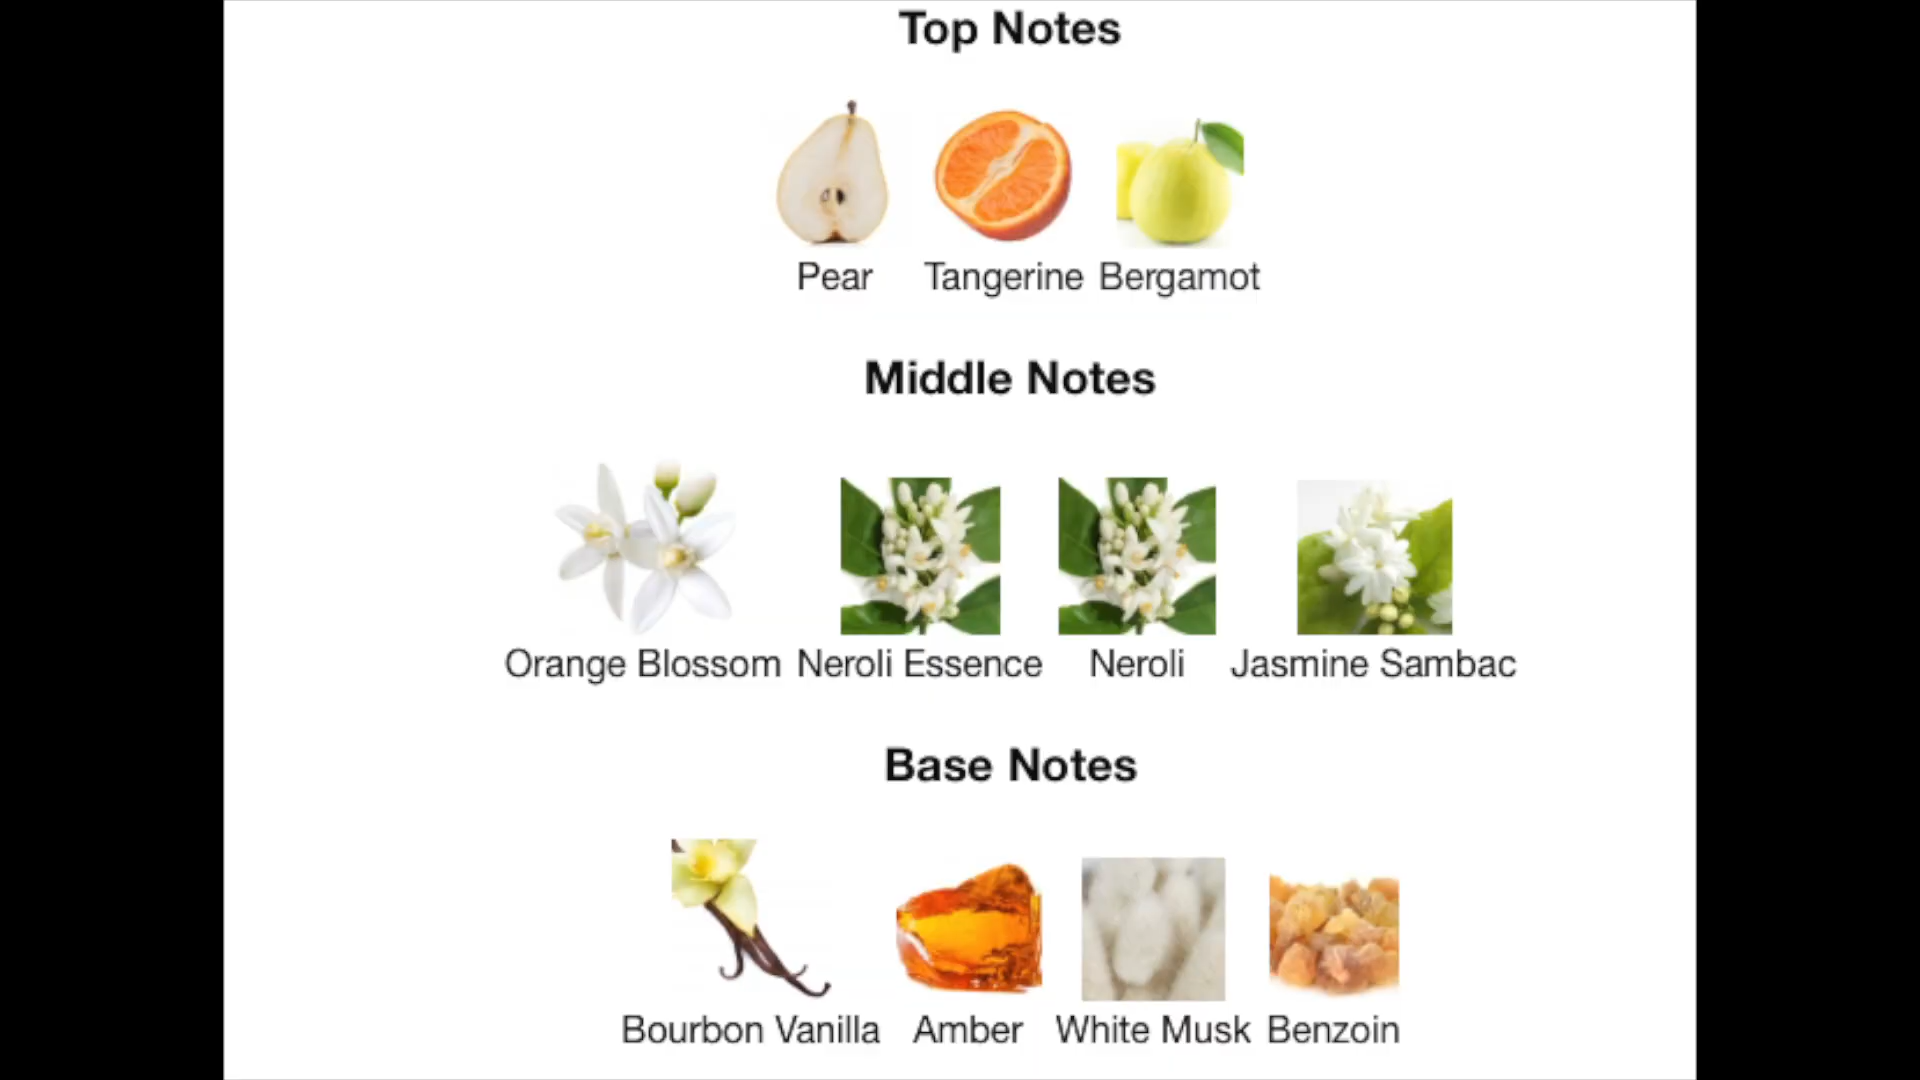 Top Notes
Pear Tangerine Bergamot
Middle Notes
Orange Blossom Neroli Essence Neroli Jasmine Sambac
Base Notes
Bourbon Vanilla Amber White Musk Benzoin